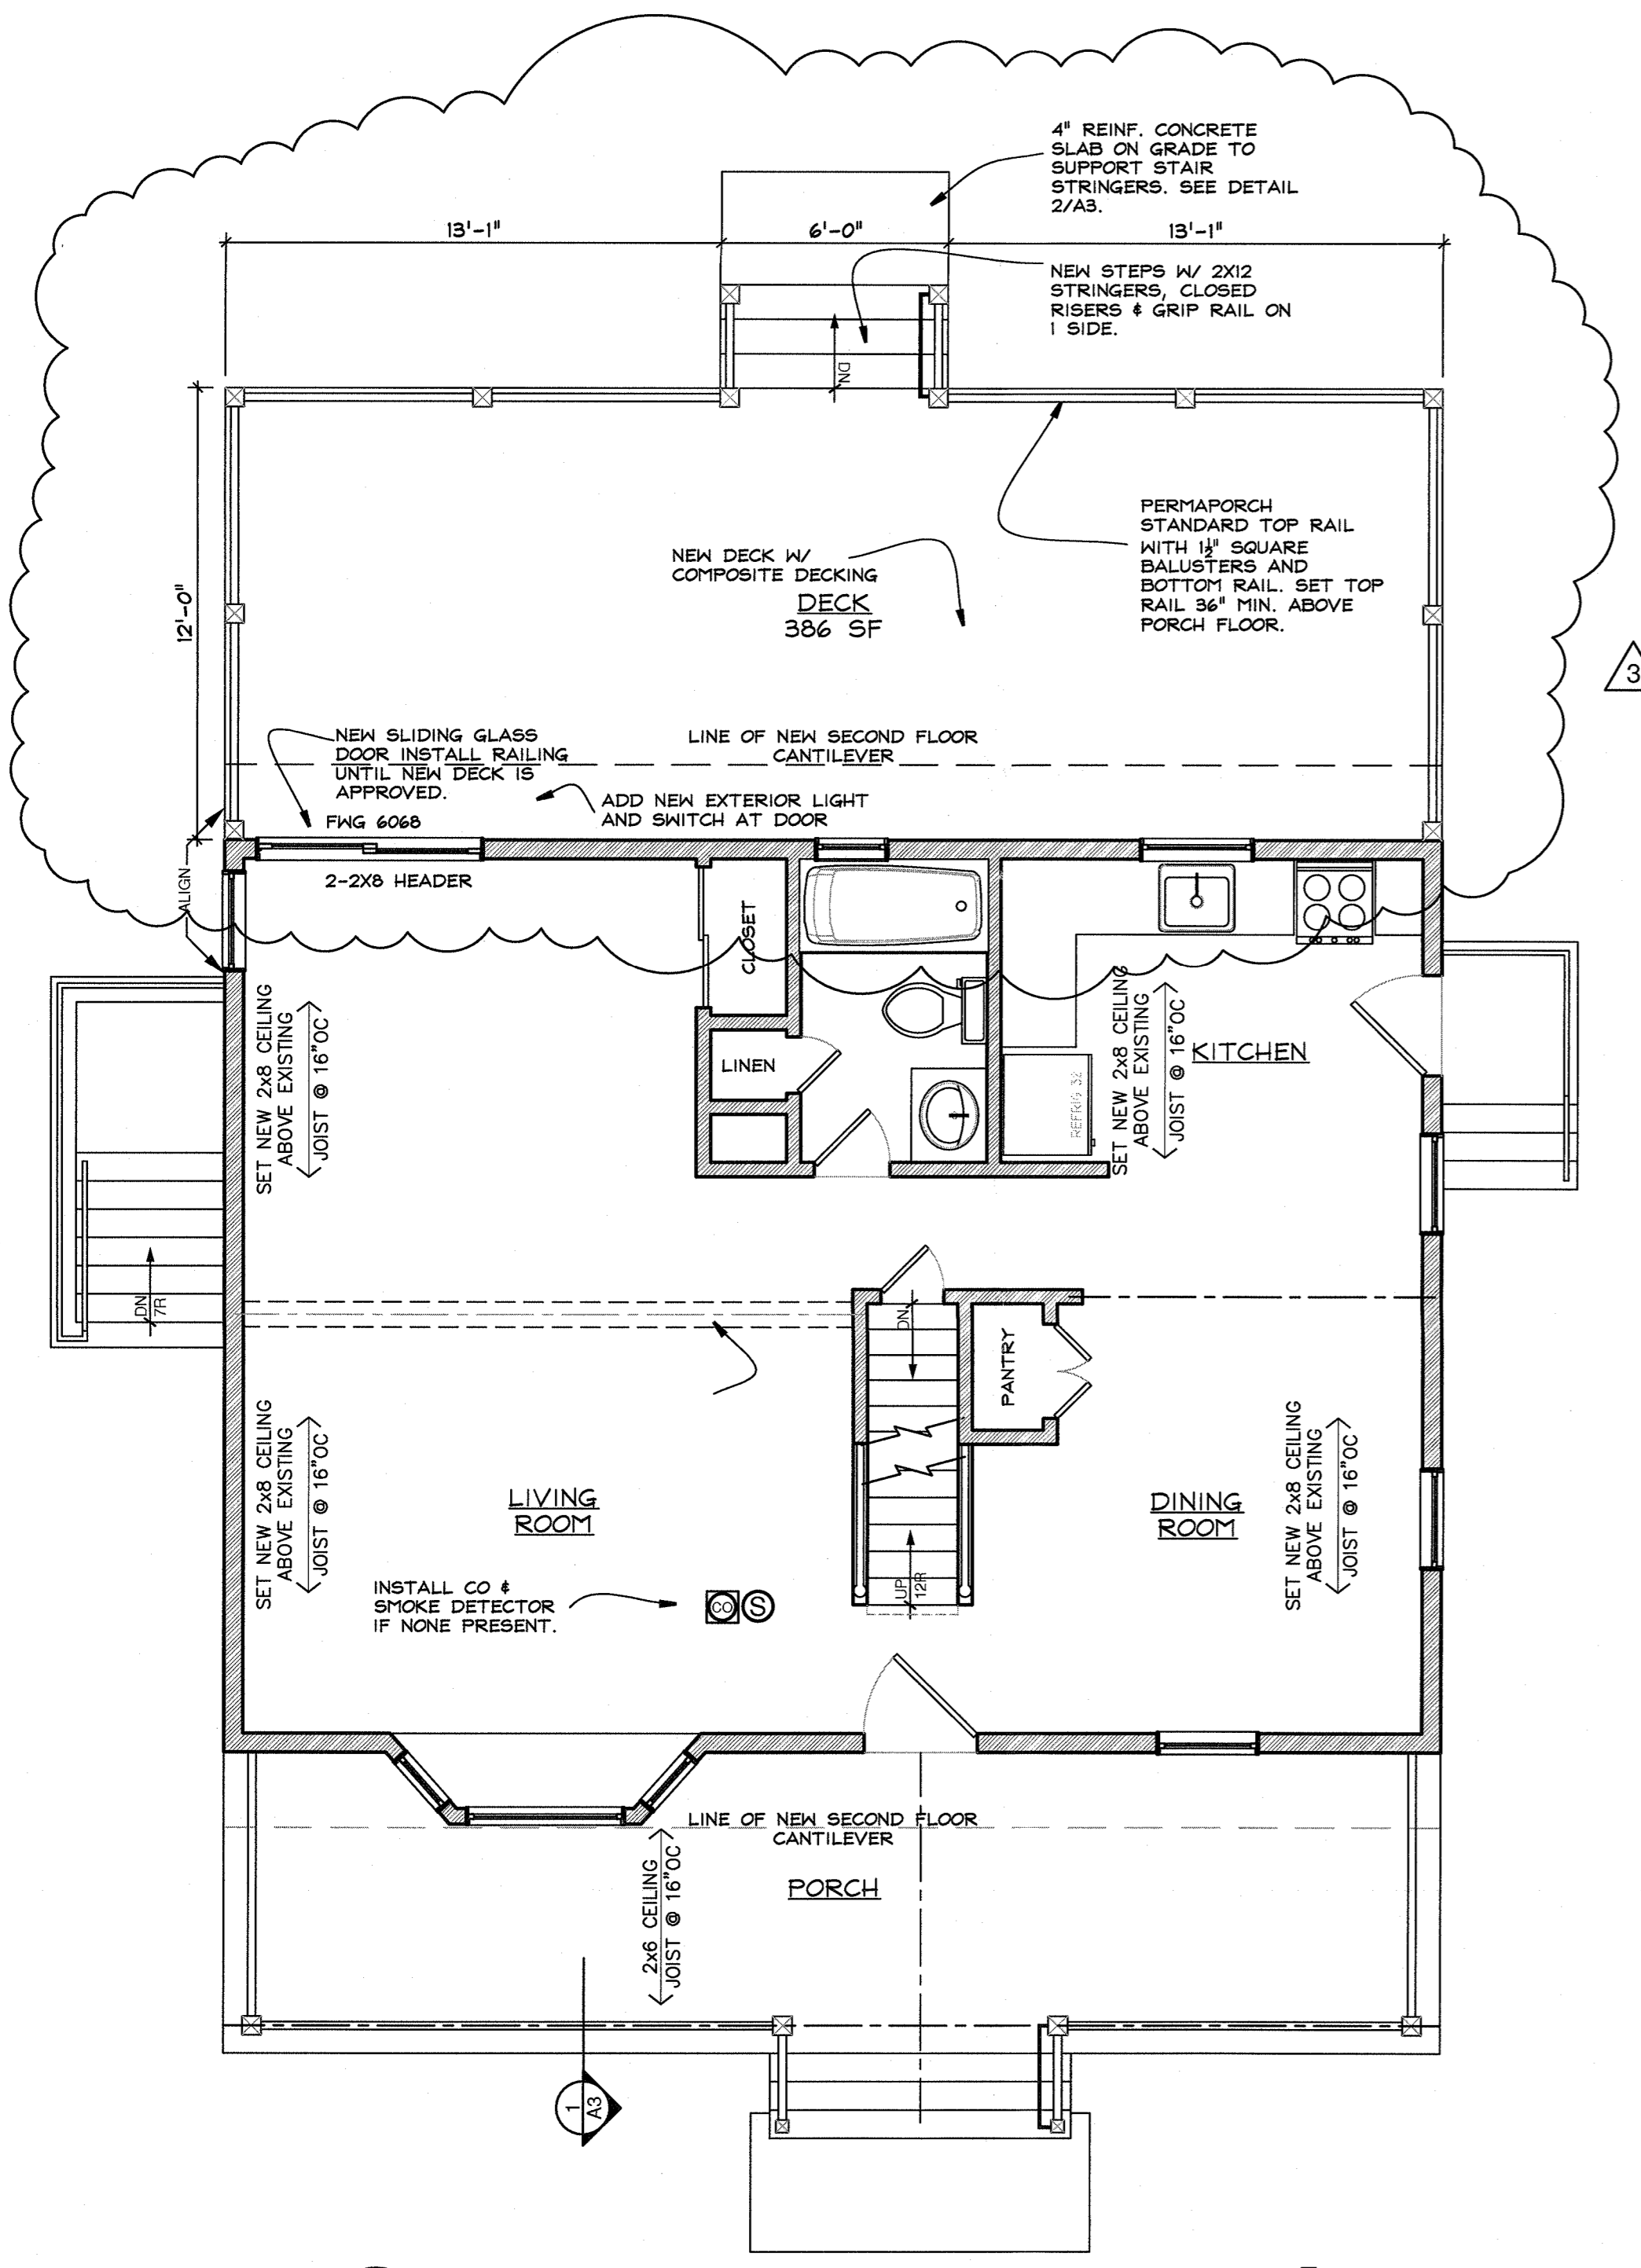 4" REINF. CONCRETE
SLAB ON GRADE TO
SUPPORT STAIR
STRINGERS. SEE DETAIL
2/A3.
13'-1"
6'-0"
13'-1"
NEW STEPS W/ 2X12
STRINGERS, CLOSED
RISERS & GRIP RAIL ON
1 SIDE.
DN
PERMAPORCH
STANDARD TOP RAIL
WITH 1½" SQUARE
BALUSTERS AND
BOTTOM RAIL. SET TOP
RAIL 36" MIN. ABOVE
PORCH FLOOR.
NEW DECK W/
COMPOSITE DECKING
DECK
386 SF
12'-0"
3
NEW SLIDING GLASS
DOOR INSTALL RAILING
UNTIL NEW DECK IS
APPROVED.
LINE OF NEW SECOND FLOOR
CANTILEVER
ADD NEW EXTERIOR LIGHT
AND SWITCH AT DOOR
FWG 6068
2-2X8 HEADER
ALIGN
CLOSET
LINEN
SET NEW 2x8 CEILING
ABOVE EXISTING
JOIST @ 16"OC
SET NEW 2x8 CEILING
ABOVE EXISTING
JOIST @ 16"OC
KITCHEN
REFRIG 32
DN
7R
DN
PANTRY
SET NEW 2x8 CEILING
ABOVE EXISTING
JOIST @ 16"OC
LIVING
ROOM
DINING
ROOM
SET NEW 2x8 CEILING
ABOVE EXISTING
JOIST @ 16"OC
UP
12R
INSTALL CO &
SMOKE DETECTOR
IF NONE PRESENT.
CO
S
LINE OF NEW SECOND FLOOR
CANTILEVER
PORCH
2x6 CEILING
JOIST @ 16"OC
1
A3